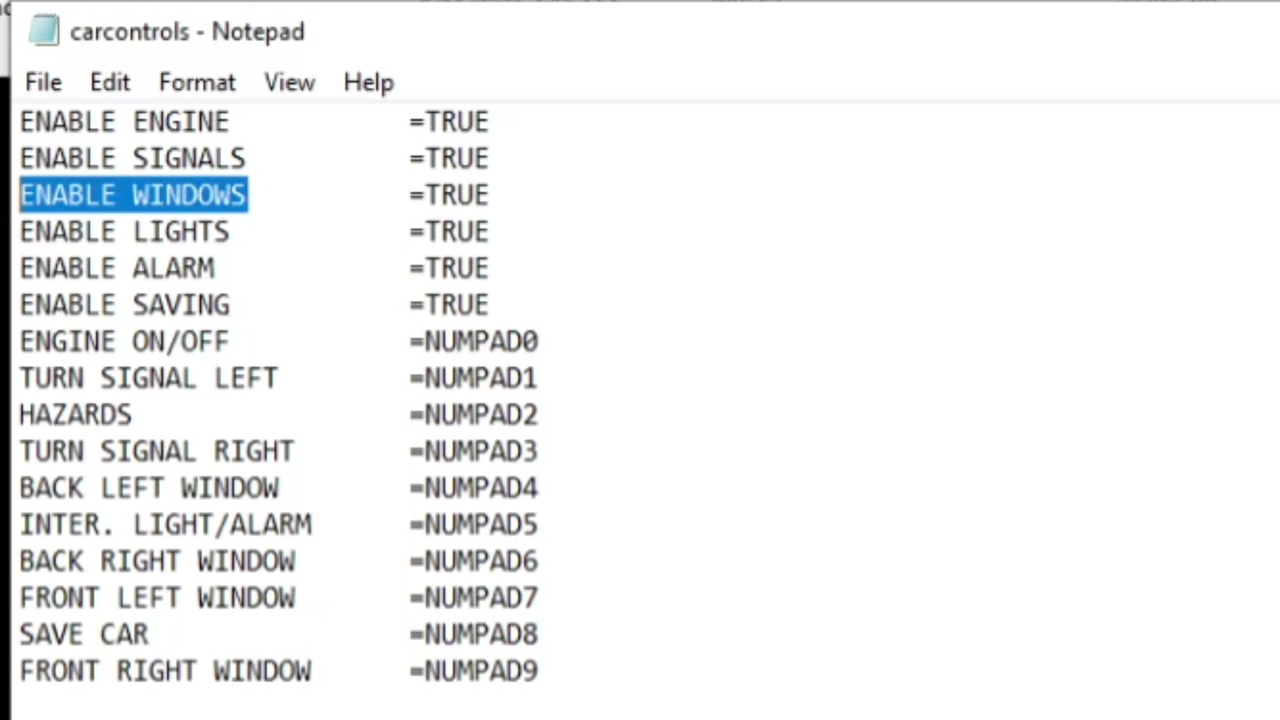 carcontrols - Notepad
File Edit Format View Help
ENABLE ENGINE =TRUE
ENABLE SIGNALS =TRUE
ENABLE WINDOWS =TRUE
ENABLE LIGHTS =TRUE
ENABLE ALARM =TRUE
ENABLE SAVING =TRUE
ENGINE ON/OFF =NUMPAD0
TURN SIGNAL LEFT =NUMPAD1
HAZARDS =NUMPAD2
TURN SIGNAL RIGHT =NUMPAD3
BACK LEFT WINDOW =NUMPAD4
INTER. LIGHT/ALARM =NUMPAD5
BACK RIGHT WINDOW =NUMPAD6
FRONT LEFT WINDOW =NUMPAD7
SAVE CAR =NUMPAD8
FRONT RIGHT WINDOW =NUMPAD9